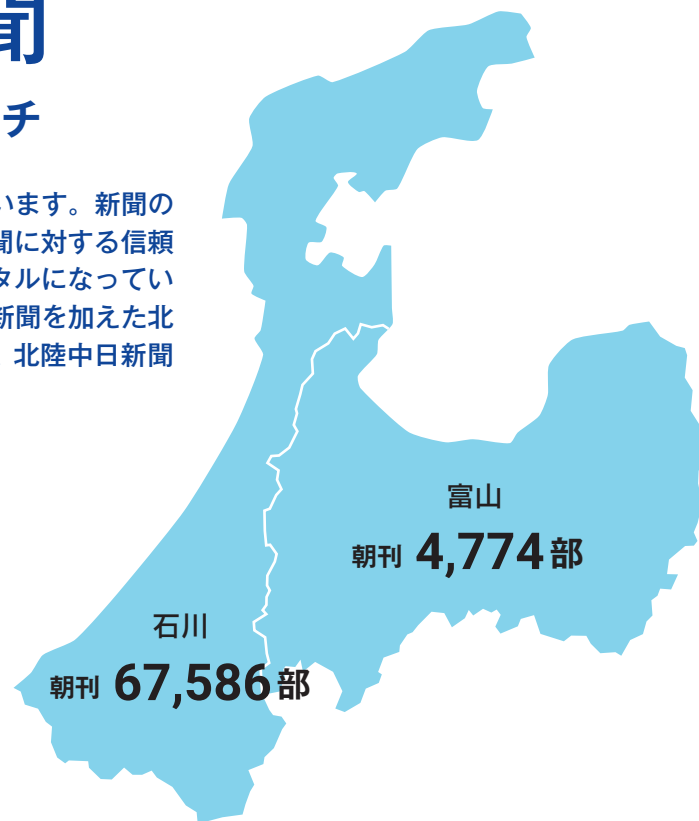 聞
チ
います。新聞の
聞に対する信頼
タルになってい
新聞を加えた北
北陸中日新聞
富山
朝刊 4,774部
石川
朝刊 67,586部